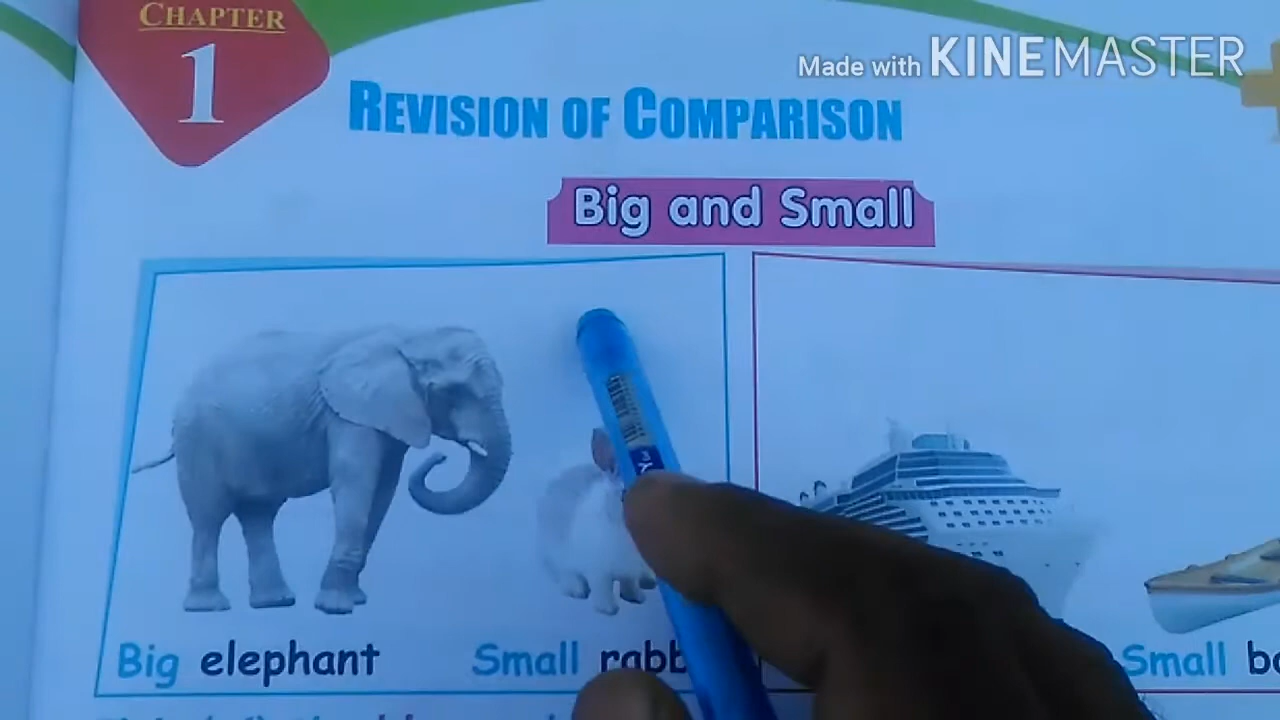 CHAPTER
1
Made with KINEMASTER
REVISION OF COMPARISON
Big and Small
Big elephant
Small
Small